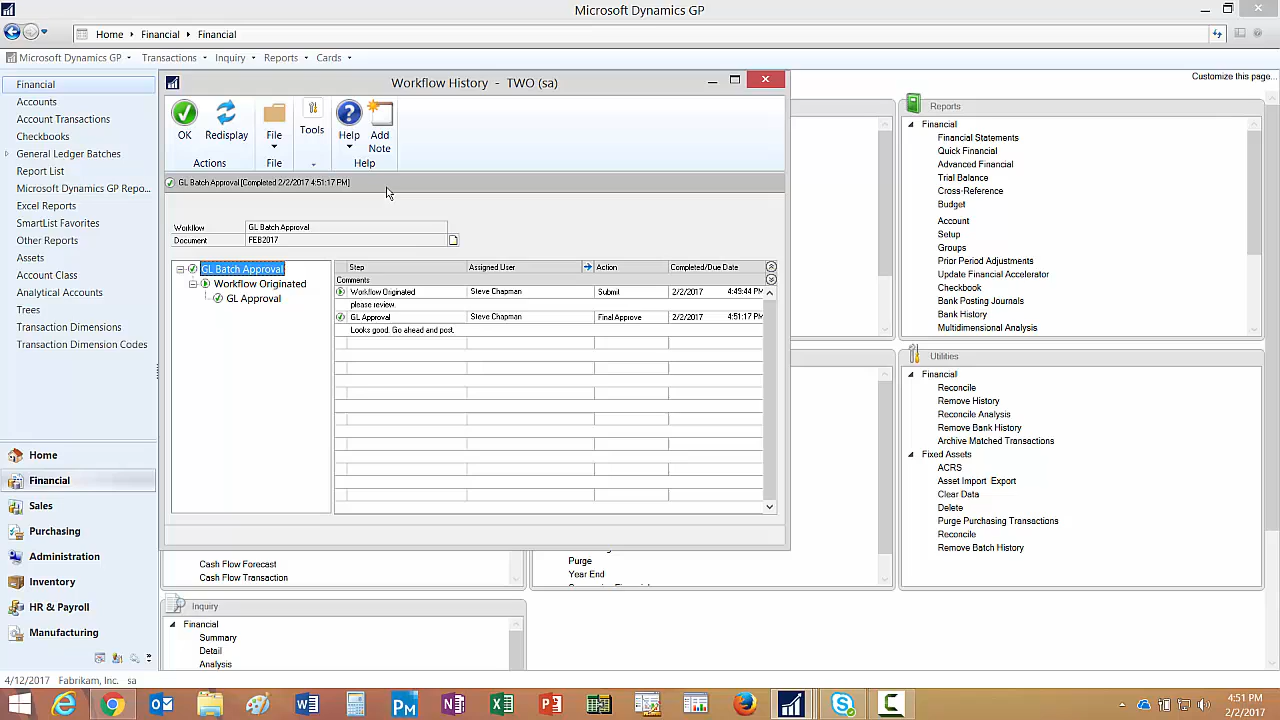 Microsoft Dynamics GP
Home Financial Financial
Microsoft Dynamics GP Transactions Inquiry Reports Cards
Customize this page...
Financial
Accounts
Account Transactions
Checkbooks
General Ledger Batches
Report List
Microsoft Dynamics GP Repo...
Excel Reports
SmartList Favorites
Other Reports
Assets
Account Class
Analytical Accounts
Trees
Transaction Dimensions
Transaction Dimension Codes
Home
Financial
Sales
Purchasing
Administration
Inventory
HR & Payroll
Manufacturing
Workflow History - TWO (sa)
OK Redisplay File Tools Help Add Note
Actions File Help
GL Batch Approval [Completed 2/2/2017 4:51:17 PM]
Workflow GL Batch Approval
Document FEB2017
GL Batch Approval
Workflow Originated
GL Approval
Step Assigned User Action Completed/Due Date
Comments
Workflow Originated Steve Chapman Submit 2/2/2017 4:49:44 PM
please review.
GL Approval Steve Chapman Final Approve 2/2/2017 4:51:17 PM
Looks good. Go ahead and post.
Cash Flow Forecast
Cash Flow Transaction
Purge
Year End
Inquiry
Financial
Summary
Detail
Analysis
Reports
Financial
Financial Statements
Quick Financial
Advanced Financial
Trial Balance
Cross-Reference
Budget
Account
Setup
Groups
Prior Period Adjustments
Update Financial Accelerator
Checkbook
Bank Posting Journals
Bank History
Multidimensional Analysis
Utilities
Financial
Reconcile
Remove History
Reconcile Analysis
Remove Bank History
Archive Matched Transactions
Fixed Assets
ACRS
Asset Import Export
Clear Data
Delete
Purge Purchasing Transactions
Reconcile
Remove Batch History
4/12/2017 Fabrikam, Inc. sa
4:51 PM
2/2/2017